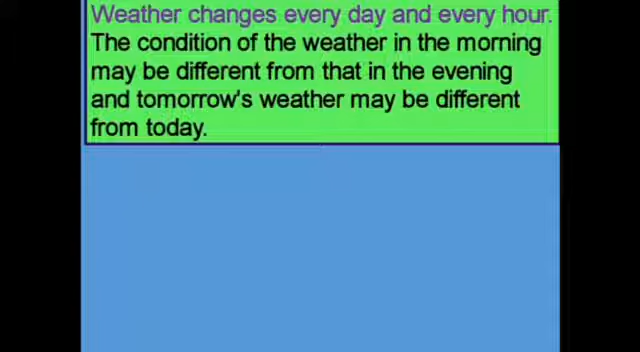 Weather changes every day and every hour.
The condition of the weather in the morning
may be different from that in the evening
and tomorrow's weather may be different
from today.